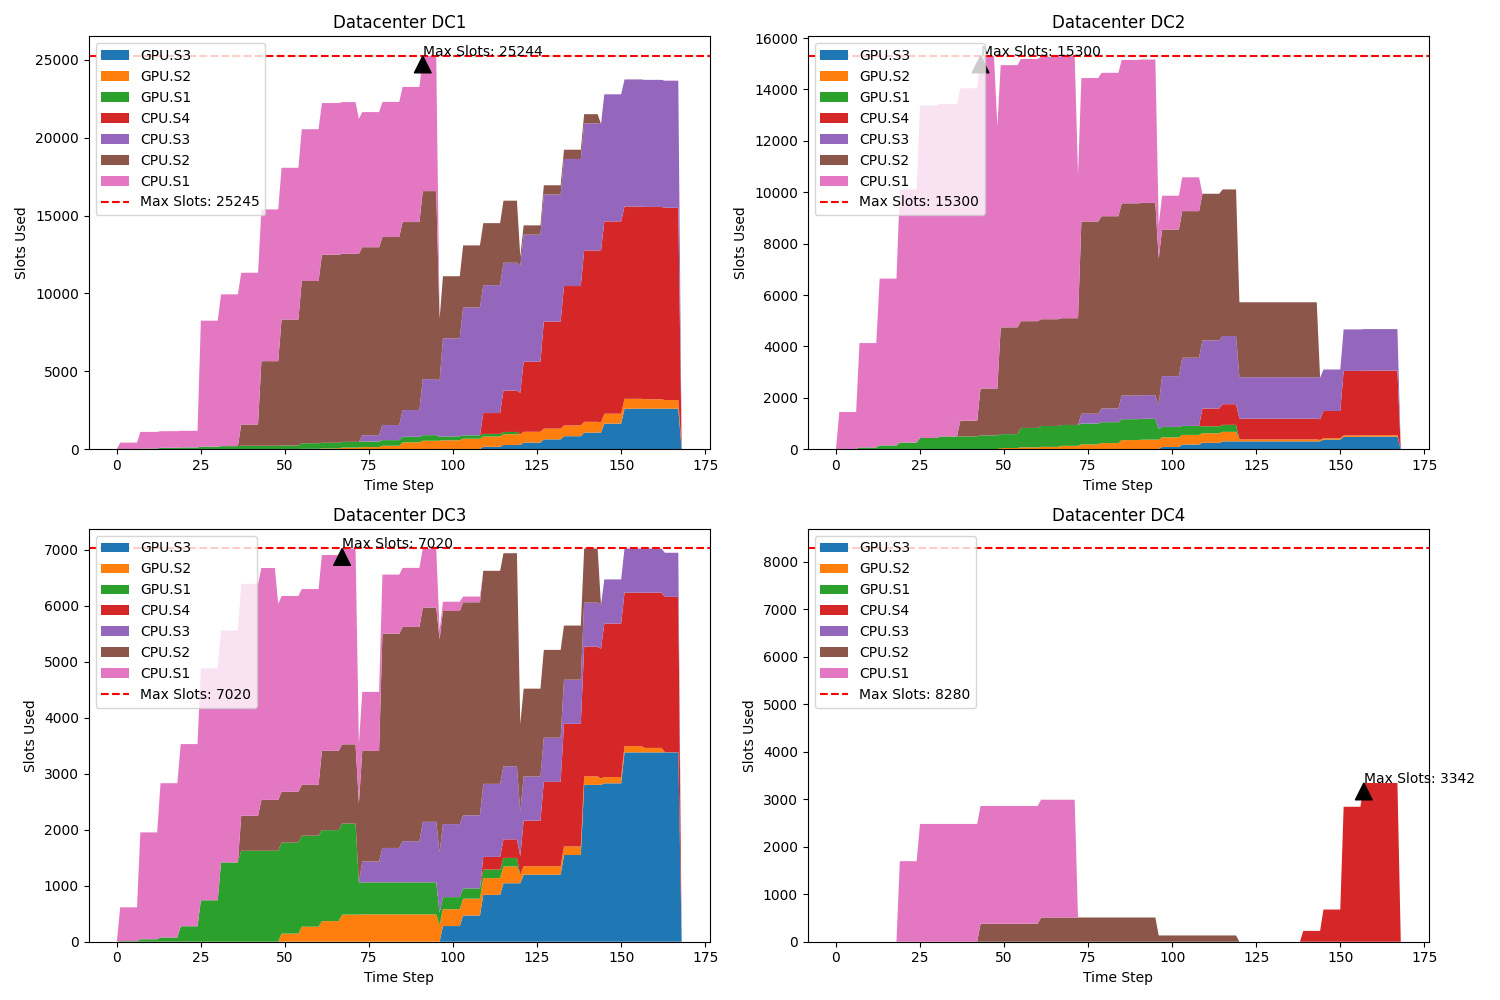 Datacenter DC1
Max Slots: 25244
GPU.S3
GPU.S2
GPU.S1
CPU.S4
CPU.S3
CPU.S2
CPU.S1
Max Slots: 25245
25000
20000
15000
10000
5000
0
Slots Used
0 25 50 75 100 125 150 175
Time Step
Datacenter DC2
Max Slots: 15300
GPU.S3
GPU.S2
GPU.S1
CPU.S4
CPU.S3
CPU.S2
CPU.S1
Max Slots: 15300
16000
14000
12000
10000
8000
6000
4000
2000
0
Slots Used
0 25 50 75 100 125 150 175
Time Step
Datacenter DC3
Max Slots: 7020
GPU.S3
GPU.S2
GPU.S1
CPU.S4
CPU.S3
CPU.S2
CPU.S1
Max Slots: 7020
7000
6000
5000
4000
3000
2000
1000
0
Slots Used
0 25 50 75 100 125 150 175
Time Step
Datacenter DC4
GPU.S3
GPU.S2
GPU.S1
CPU.S4
CPU.S3
CPU.S2
CPU.S1
Max Slots: 8280
Max Slots: 3342
8000
7000
6000
5000
4000
3000
2000
1000
0
Slots Used
0 25 50 75 100 125 150 175
Time Step